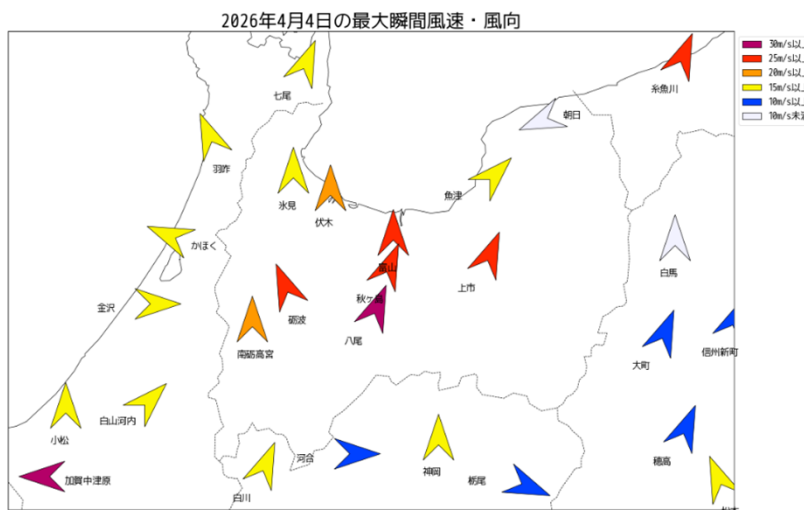 2026年4月4日の最大瞬間風速・風向
30m/s以上
25m/s以上
20m/s以上
15m/s以上
10m/s以上
10m/s未満
七尾
糸魚川
朝日
羽咋
魚津
氷見
伏木
かほく
富山
白馬
上市
秋ヶ島
金沢
砺波
八尾
南砺高宮
信州新町
大町
白山河内
小松
河合
穂高
神岡
加賀中津原
栃尾
白川